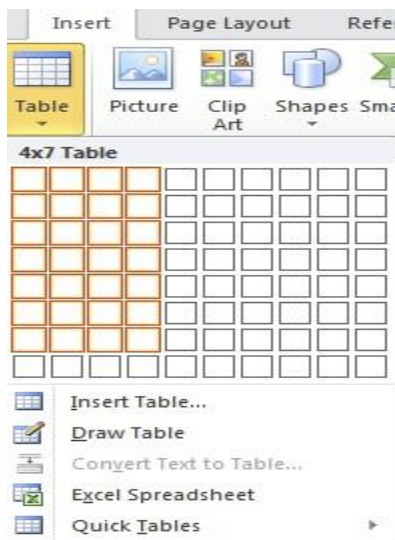 Insert Page Layout Refe
Table Picture Clip Art Shapes Sma
4x7 Table
Insert Table...
Draw Table
Convert Text to Table...
Excel Spreadsheet
Quick Tables